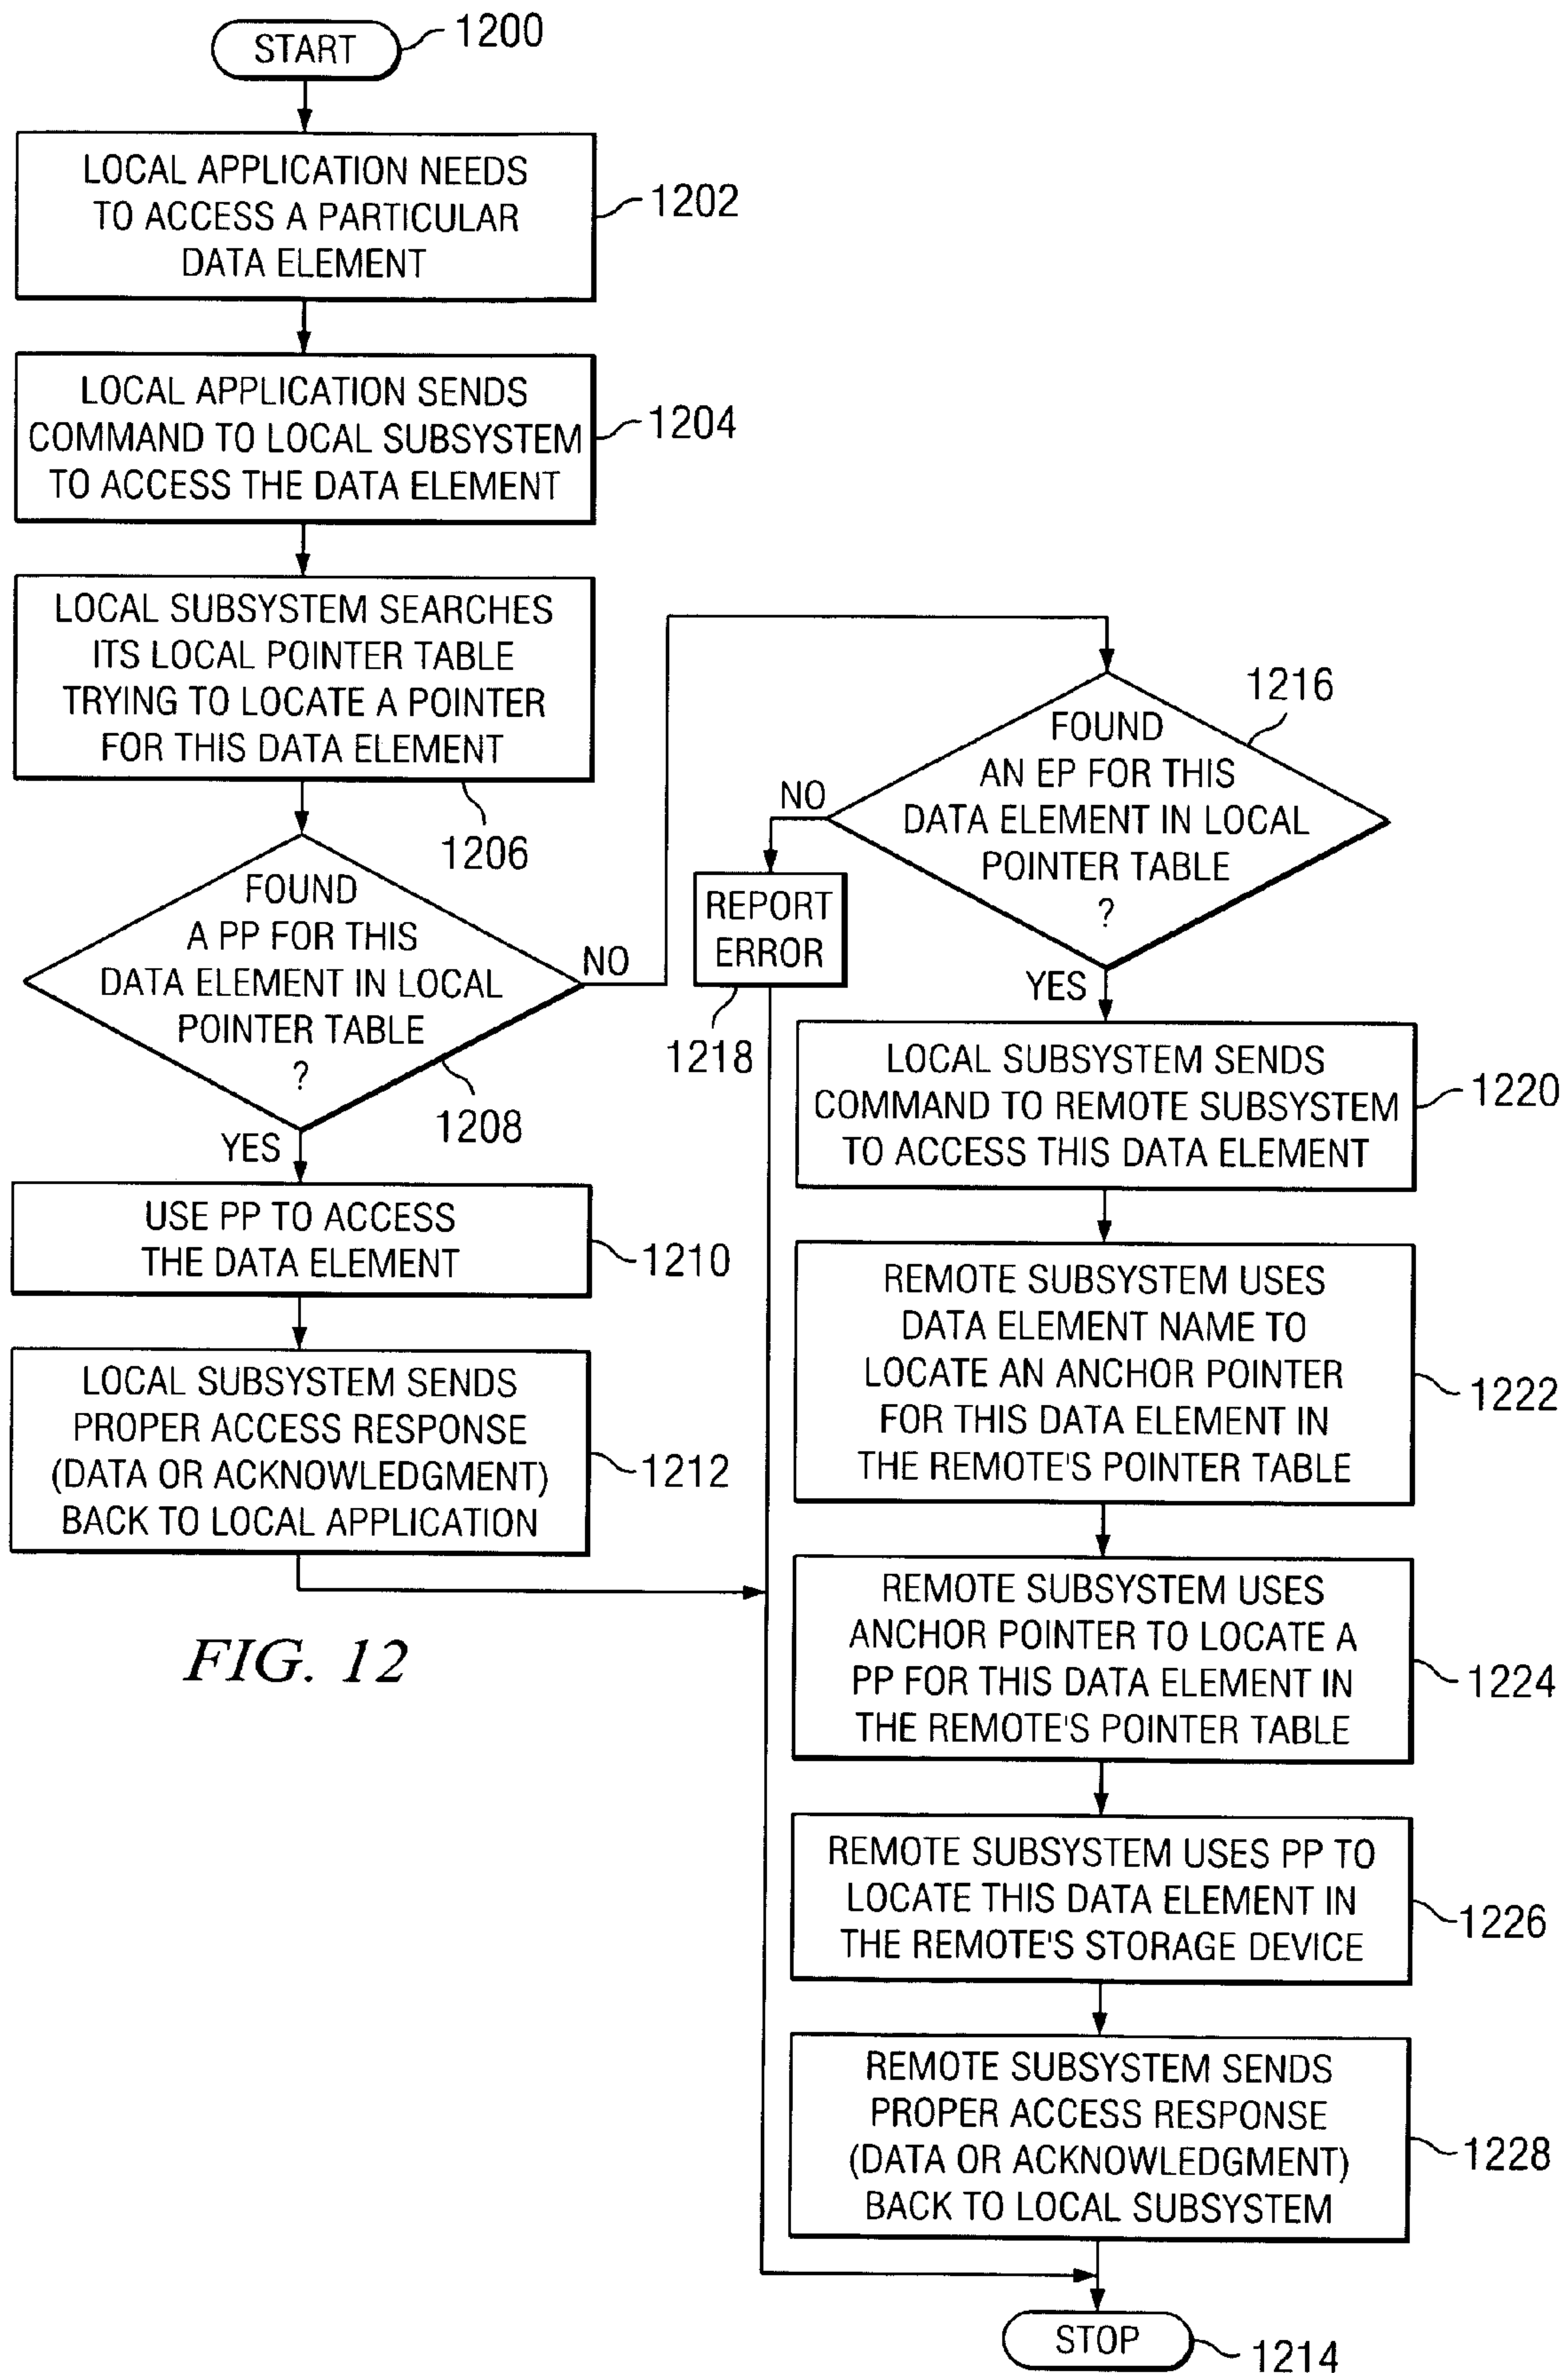 START
1200
LOCAL APPLICATION NEEDS
TO ACCESS A PARTICULAR
DATA ELEMENT
1202
LOCAL APPLICATION SENDS
COMMAND TO LOCAL SUBSYSTEM
TO ACCESS THE DATA ELEMENT
1204
LOCAL SUBSYSTEM SEARCHES
ITS LOCAL POINTER TABLE
TRYING TO LOCATE A POINTER
FOR THIS DATA ELEMENT
1206
FOUND
A PP FOR THIS
DATA ELEMENT IN LOCAL
POINTER TABLE
?
1208
NO
YES
USE PP TO ACCESS
THE DATA ELEMENT
1210
LOCAL SUBSYSTEM SENDS
PROPER ACCESS RESPONSE
(DATA OR ACKNOWLEDGMENT)
BACK TO LOCAL APPLICATION
1212
FIG. 12
1216
FOUND
AN EP FOR THIS
DATA ELEMENT IN LOCAL
POINTER TABLE
?
NO
REPORT
ERROR
1218
YES
LOCAL SUBSYSTEM SENDS
COMMAND TO REMOTE SUBSYSTEM
TO ACCESS THIS DATA ELEMENT
1220
REMOTE SUBSYSTEM USES
DATA ELEMENT NAME TO
LOCATE AN ANCHOR POINTER
FOR THIS DATA ELEMENT IN
THE REMOTE'S POINTER TABLE
1222
REMOTE SUBSYSTEM USES
ANCHOR POINTER TO LOCATE A
PP FOR THIS DATA ELEMENT IN
THE REMOTE'S POINTER TABLE
1224
REMOTE SUBSYSTEM USES PP TO
LOCATE THIS DATA ELEMENT IN
THE REMOTE'S STORAGE DEVICE
1226
REMOTE SUBSYSTEM SENDS
PROPER ACCESS RESPONSE
(DATA OR ACKNOWLEDGMENT)
BACK TO LOCAL SUBSYSTEM
1228
STOP
1214